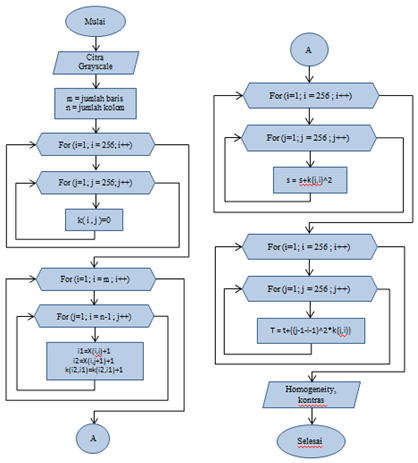 Mulai
Citra
Grayscale
m = jumlah baris
n = jumlah kolom
For (i=1; i = 256; i++)
For (j=1; j = 256; j++)
k( i , j )=0
For (i=1; i = m ; i++)
For (j=1; i = n-1 ; j++)
i1=X(i,j)+1
i2=X(i,j+1)+1
k(i2,i1)=k(i2,i1)+1
A
A
For (i=1; i = 256 ; i++)
For (j=1; j = 256 ; j++)
s = s+k(i,i)^2
For (i=1; i = 256 ; i++)
For (j=1; j = 256 ; j++)
T = t+((j-1-i-1)^2*k(i,i))
Homogeneity,
kontras
Selesai